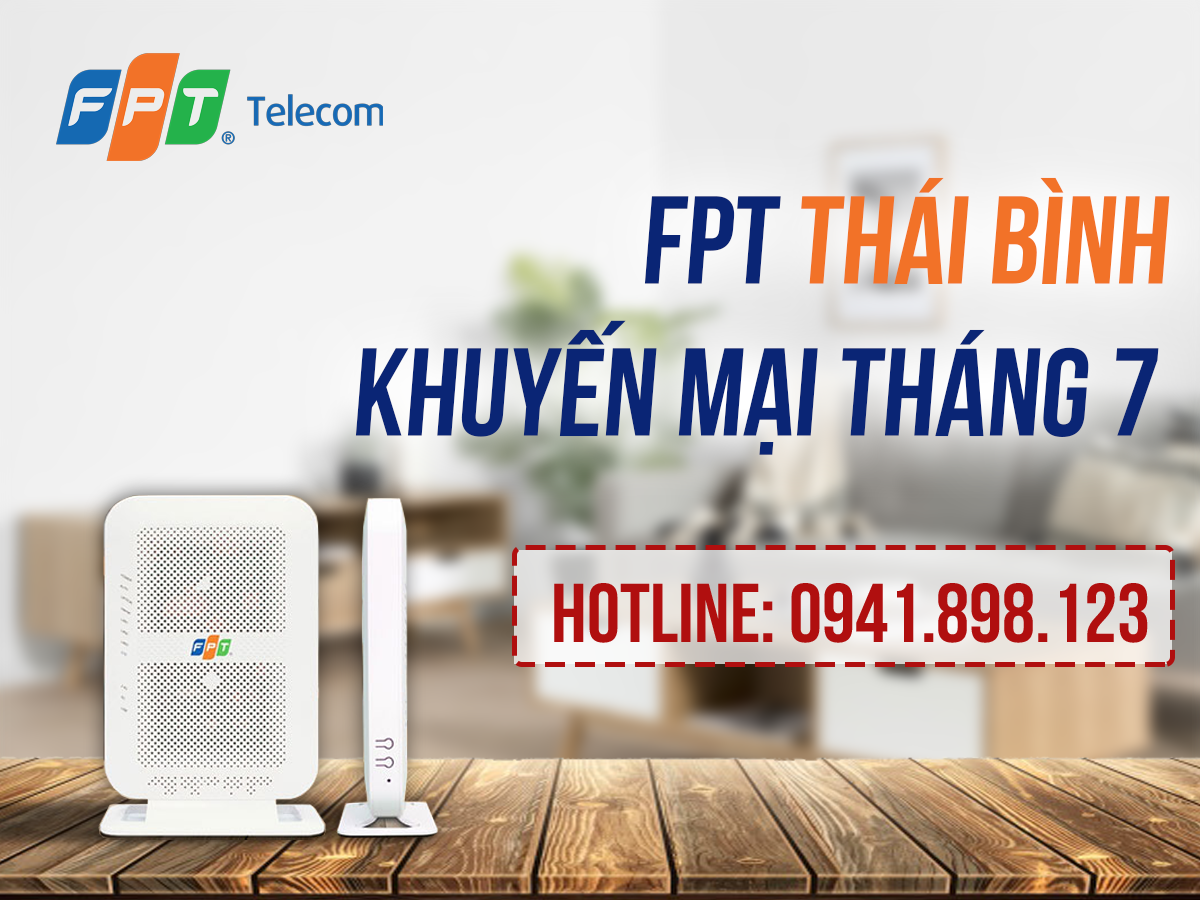 FPT® Telecom
FPT THÁI BÌNH
KHUYẾN MẠI THÁNG 7
HOTLINE: 0941.898.123
FPT